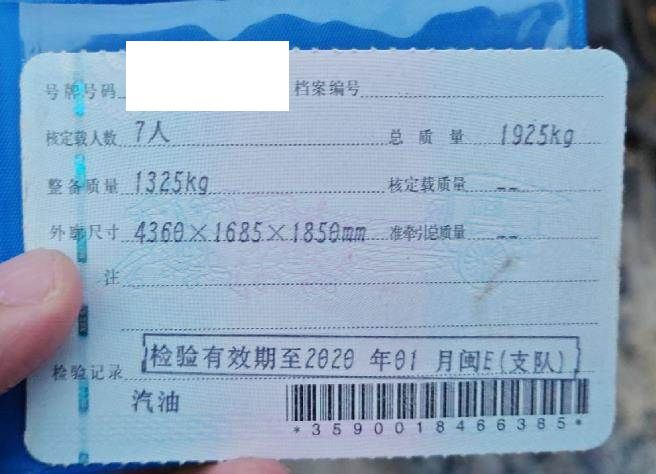 号牌号码 档案编号
核定载人数 7人 总质量 1925kg
整备质量 1325kg 核定载质量 --
外廓尺寸 4360×1685×1850mm 准牵引总质量 --
注
检验记录 检验有效期至2020 年01 月闽E(支队)
汽油
*3590018466385*